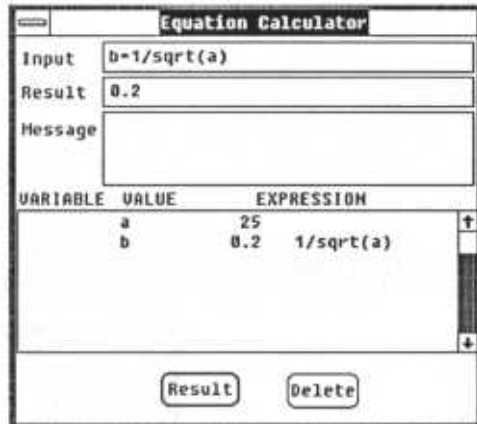 Equation Calculator
Input b=1/sqrt(a)
Result 0.2
Message
VARIABLE VALUE EXPRESSION
a 25
b 0.2 1/sqrt(a)
Result Delete